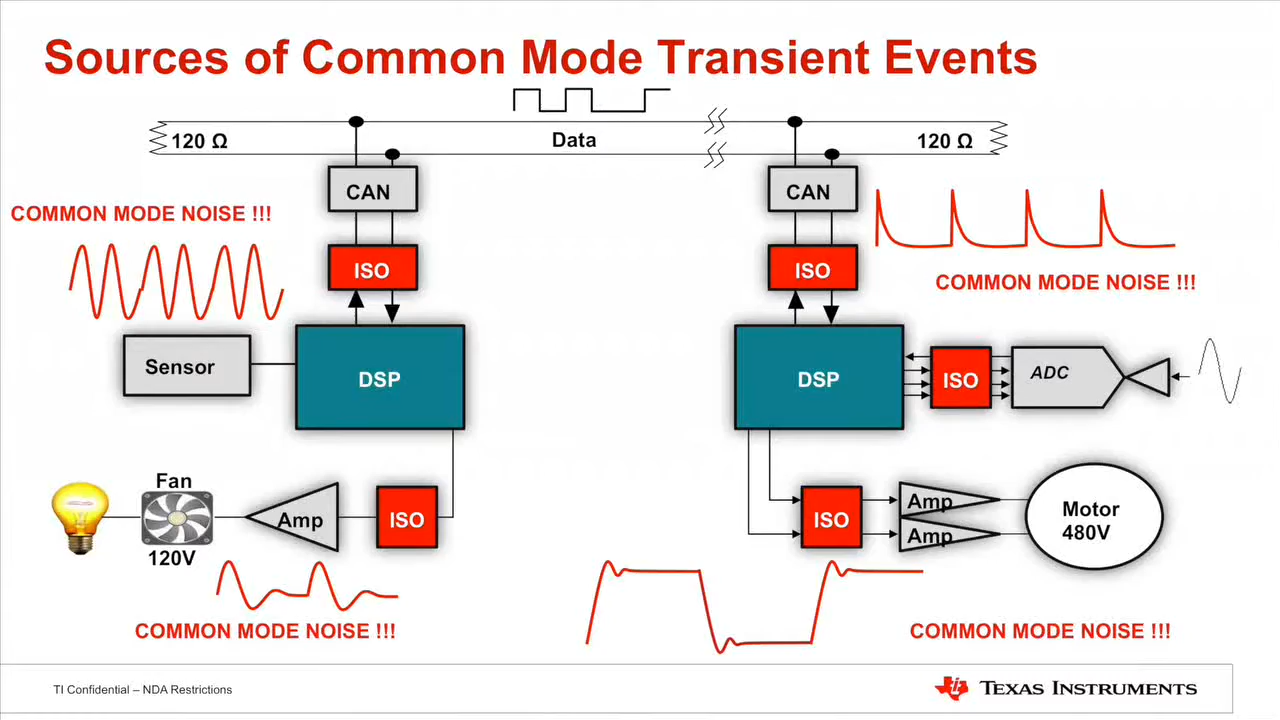 Sources of Common Mode Transient Events
120 Ω
Data
120 Ω
CAN
CAN
COMMON MODE NOISE !!!
ISO
ISO
COMMON MODE NOISE !!!
Sensor
DSP
DSP
ISO
ADC
Fan
120V
Amp
ISO
ISO
Amp
Amp
Motor
480V
COMMON MODE NOISE !!!
COMMON MODE NOISE !!!
TI Confidential – NDA Restrictions
TEXAS INSTRUMENTS